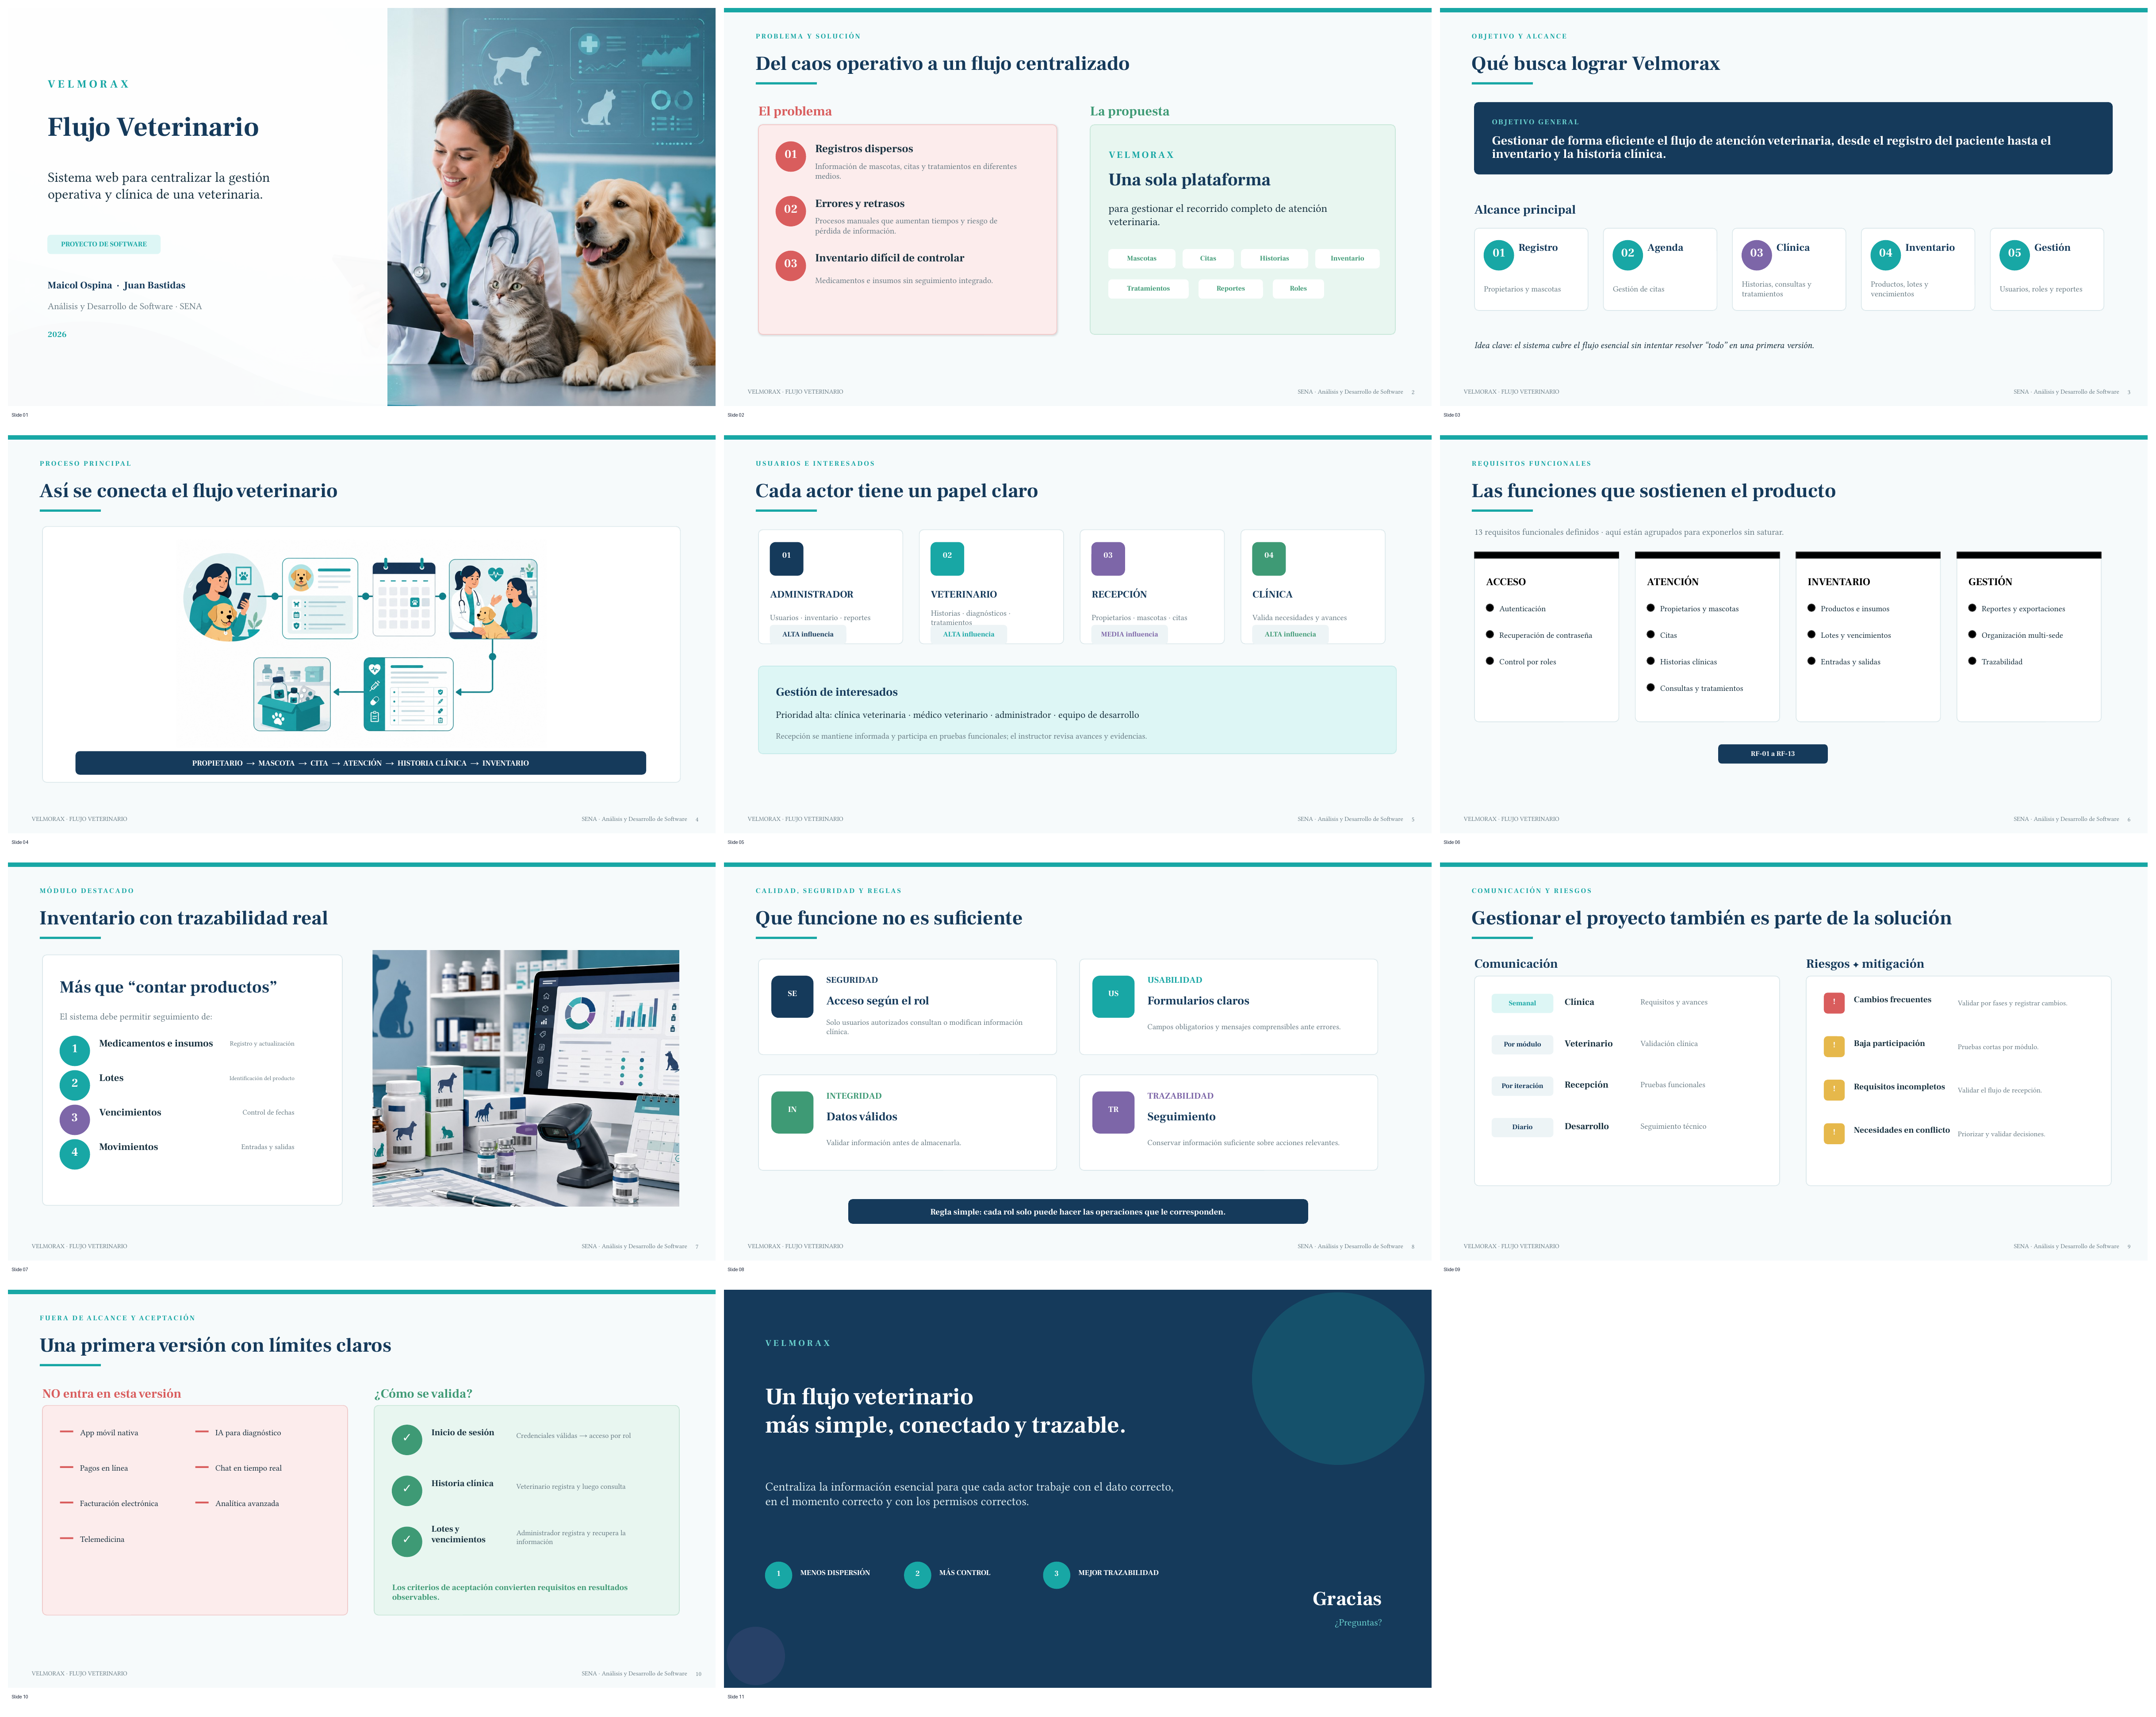 VELMORAX
Flujo Veterinario
Sistema web para centralizar la gestión
operativa y clínica de una veterinaria.
PROYECTO DE SOFTWARE
Maicol Ospina · Juan Bastidas
Análisis y Desarrollo de Software · SENA
2026
Slide 01
PROBLEMA Y SOLUCIÓN
Del caos operativo a un flujo centralizado
El problema
01
Registros dispersos
Información de mascotas, citas y tratamientos en diferentes
medios.
02
Errores y retrasos
Procesos manuales que aumentan tiempos y riesgo de
pérdida de información.
03
Inventario difícil de controlar
Medicamentos e insumos sin seguimiento integrado.
La propuesta
VELMORAX
Una sola plataforma
para gestionar el recorrido completo de atención
veterinaria.
Mascotas Citas Historias Inventario
Tratamientos Reportes Roles
VELMORAX · FLUJO VETERINARIO SENA · Análisis y Desarrollo de Software 2
Slide 02
OBJETIVO Y ALCANCE
Qué busca lograr Velmorax
OBJETIVO GENERAL
Gestionar de forma eficiente el flujo de atención veterinaria, desde el registro del paciente hasta el
inventario y la historia clínica.
Alcance principal
01 Registro
Propietarios y mascotas
02 Agenda
Gestión de citas
03 Clínica
Historias, consultas y
tratamientos
04 Inventario
Productos, lotes y
vencimientos
05 Gestión
Usuarios, roles y reportes
Idea clave: el sistema cubre el flujo esencial sin intentar resolver "todo" en una primera versión.
VELMORAX · FLUJO VETERINARIO SENA · Análisis y Desarrollo de Software 3
Slide 03
PROCESO PRINCIPAL
Así se conecta el flujo veterinario
PROPIETARIO → MASCOTA → CITA → ATENCIÓN → HISTORIA CLÍNICA → INVENTARIO
VELMORAX · FLUJO VETERINARIO SENA · Análisis y Desarrollo de Software 4
Slide 04
USUARIOS E INTERESADOS
Cada actor tiene un papel claro
01
ADMINISTRADOR
Usuarios · inventario · reportes
ALTA influencia
02
VETERINARIO
Historias · diagnósticos ·
tratamientos
ALTA influencia
03
RECEPCIÓN
Propietarios · mascotas · citas
MEDIA influencia
04
CLÍNICA
Valida necesidades y avances
ALTA influencia
Gestión de interesados
Prioridad alta: clínica veterinaria · médico veterinario · administrador · equipo de desarrollo
Recepción se mantiene informada y participa en pruebas funcionales; el instructor revisa avances y evidencias.
VELMORAX · FLUJO VETERINARIO SENA · Análisis y Desarrollo de Software 5
Slide 05
REQUISITOS FUNCIONALES
Las funciones que sostienen el producto
13 requisitos funcionales definidos · aquí están agrupados para exponerlos sin saturar.
ACCESO
Autenticación
Recuperación de contraseña
Control por roles
ATENCIÓN
Propietarios y mascotas
Citas
Historias clínicas
Consultas y tratamientos
INVENTARIO
Productos e insumos
Lotes y vencimientos
Entradas y salidas
GESTIÓN
Reportes y exportaciones
Organización multi-sede
Trazabilidad
RF-01 a RF-13
VELMORAX · FLUJO VETERINARIO SENA · Análisis y Desarrollo de Software 6
Slide 06
MÓDULO DESTACADO
Inventario con trazabilidad real
Más que “contar productos”
El sistema debe permitir seguimiento de:
1 Medicamentos e insumos Registro y actualización
2 Lotes Identificación del producto
3 Vencimientos Control de fechas
4 Movimientos Entradas y salidas
VELMORAX · FLUJO VETERINARIO SENA · Análisis y Desarrollo de Software 7
Slide 07
CALIDAD, SEGURIDAD Y REGLAS
Que funcione no es suficiente
SE
SEGURIDAD
Acceso según el rol
Solo usuarios autorizados consultan o modifican información
clínica.
US
USABILIDAD
Formularios claros
Campos obligatorios y mensajes comprensibles ante errores.
IN
INTEGRIDAD
Datos válidos
Validar información antes de almacenarla.
TR
TRAZABILIDAD
Seguimiento
Conservar información suficiente sobre acciones relevantes.
Regla simple: cada rol solo puede hacer las operaciones que le corresponden.
VELMORAX · FLUJO VETERINARIO SENA · Análisis y Desarrollo de Software 8
Slide 08
COMUNICACIÓN Y RIESGOS
Gestionar el proyecto también es parte de la solución
Comunicación
Semanal Clínica Requisitos y avances
Por módulo Veterinario Validación clínica
Por iteración Recepción Pruebas funcionales
Diario Desarrollo Seguimiento técnico
Riesgos + mitigación
! Cambios frecuentes Validar por fases y registrar cambios.
! Baja participación Pruebas cortas por módulo.
! Requisitos incompletos Validar el flujo de recepción.
! Necesidades en conflicto Priorizar y validar decisiones.
VELMORAX · FLUJO VETERINARIO SENA · Análisis y Desarrollo de Software 9
Slide 09
FUERA DE ALCANCE Y ACEPTACIÓN
Una primera versión con límites claros
NO entra en esta versión
App móvil nativa IA para diagnóstico
Pagos en línea Chat en tiempo real
Facturación electrónica Analítica avanzada
Telemedicina
¿Cómo se valida?
✓ Inicio de sesión Credenciales válidas → acceso por rol
✓ Historia clínica Veterinario registra y luego consulta
✓ Lotes y
vencimientos
Administrador registra y recupera la
información
Los criterios de aceptación convierten requisitos en resultados
observables.
VELMORAX · FLUJO VETERINARIO SENA · Análisis y Desarrollo de Software 10
Slide 10
VELMORAX
Un flujo veterinario
más simple, conectado y trazable.
Centraliza la información esencial para que cada actor trabaje con el dato correcto,
en el momento correcto y con los permisos correctos.
1 MENOS DISPERSIÓN 2 MÁS CONTROL 3 MEJOR TRAZABILIDAD
Gracias
¿Preguntas?
Slide 11